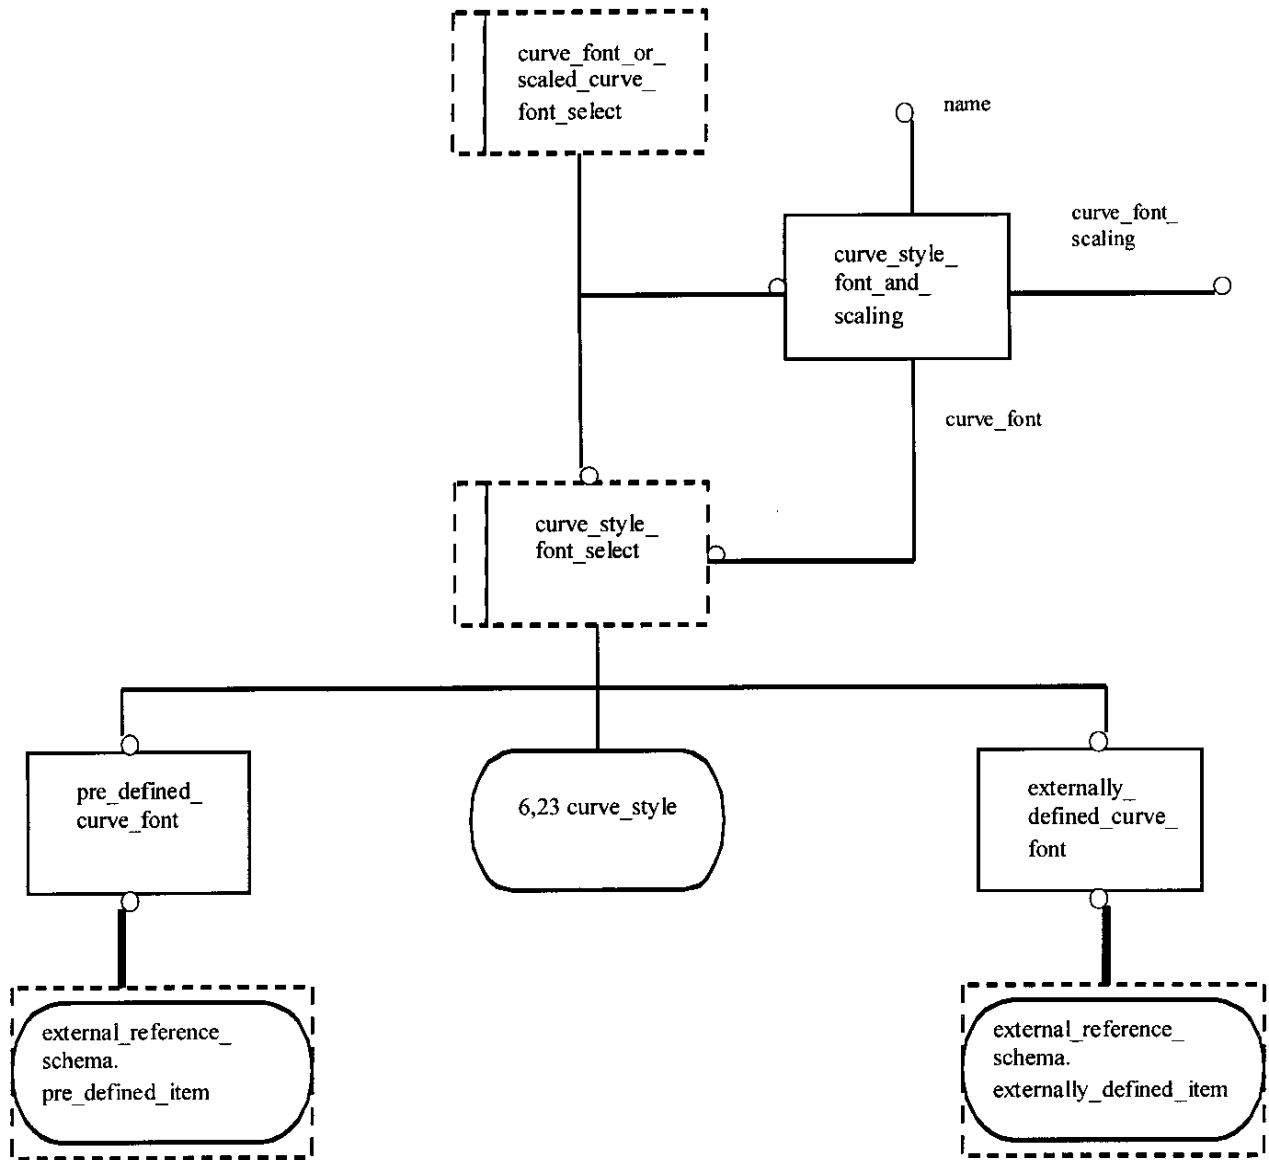 curve_font_or_
scaled_curve_
font_select
name
curve_font_
scaling
curve_style_
font_and_
scaling
curve_font
curve_style_
font_select
pre_defined_
curve_font
6,23 curve_style
externally_
defined_curve_
font
external_reference_
schema.
pre_defined_item
external_reference_
schema.
externally_defined_item